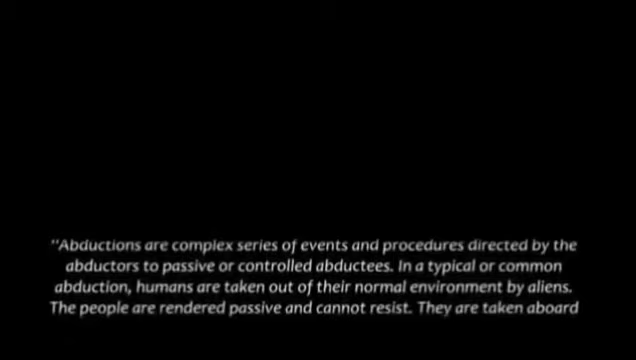 "Abductions are complex series of events and procedures directed by the
abductors to passive or controlled abductees. In a typical or common
abduction, humans are taken out of their normal environment by aliens.
The people are rendered passive and cannot resist. They are taken aboard